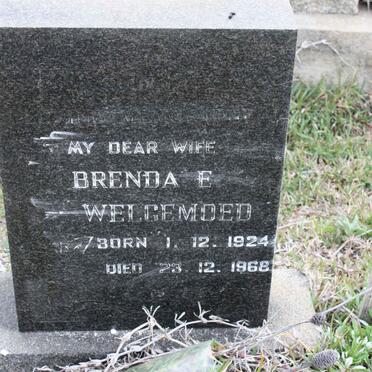 MY DEAR WIFE
BRENDA E
WELGEMOED
BORN 1. 12. 1924
DIED 23. 12. 1968